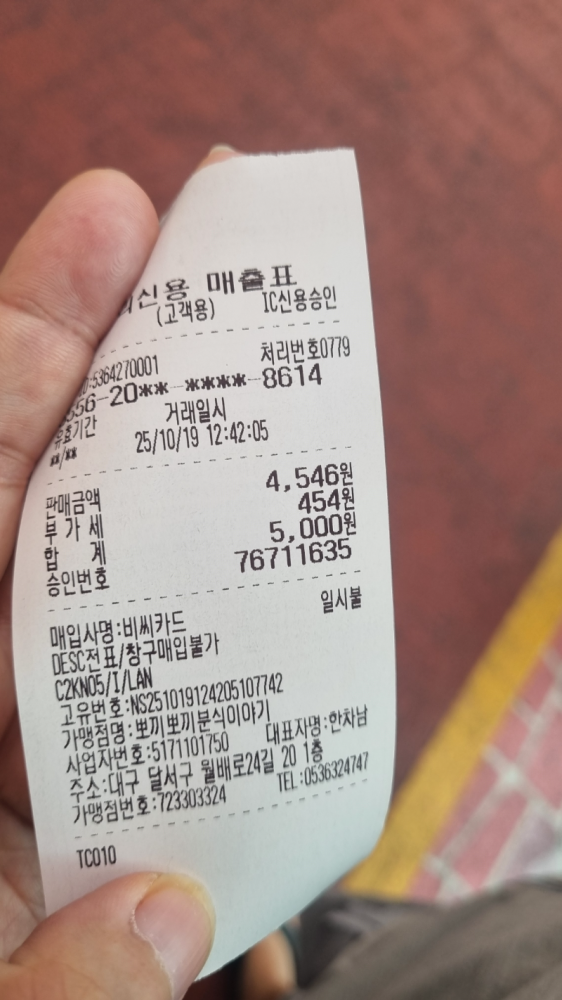 신용 매출표
(고객용) IC신용승인
:5364270001 처리번호0779
56-20**-****-8614
유효기간 거래일시
**/** 25/10/19 12:42:05
판매금액 4,546원
부 가 세 454원
합 계 5,000원
승인번호 76711635
일시불
매입사명:비씨카드
DESC전표/창구매입불가
C2KN05/I/LAN
고유번호:NS251019124205107742
가맹점명:뽀끼뽀끼분식이야기
사업자번호:5171101750 대표자명:한차남
주소:대구 달서구 월배로24길 20 1층
가맹점번호:723303324 TEL:0536324747
TC010